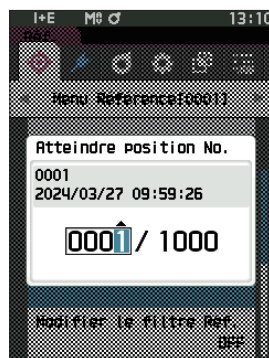 I+E M0 13:10
Réf.
Menu Reference[0001]
Atteindre position No.
0001
2024/03/27 09:59:26
0001 / 1000
Modifier le filtre Ref.
OFF